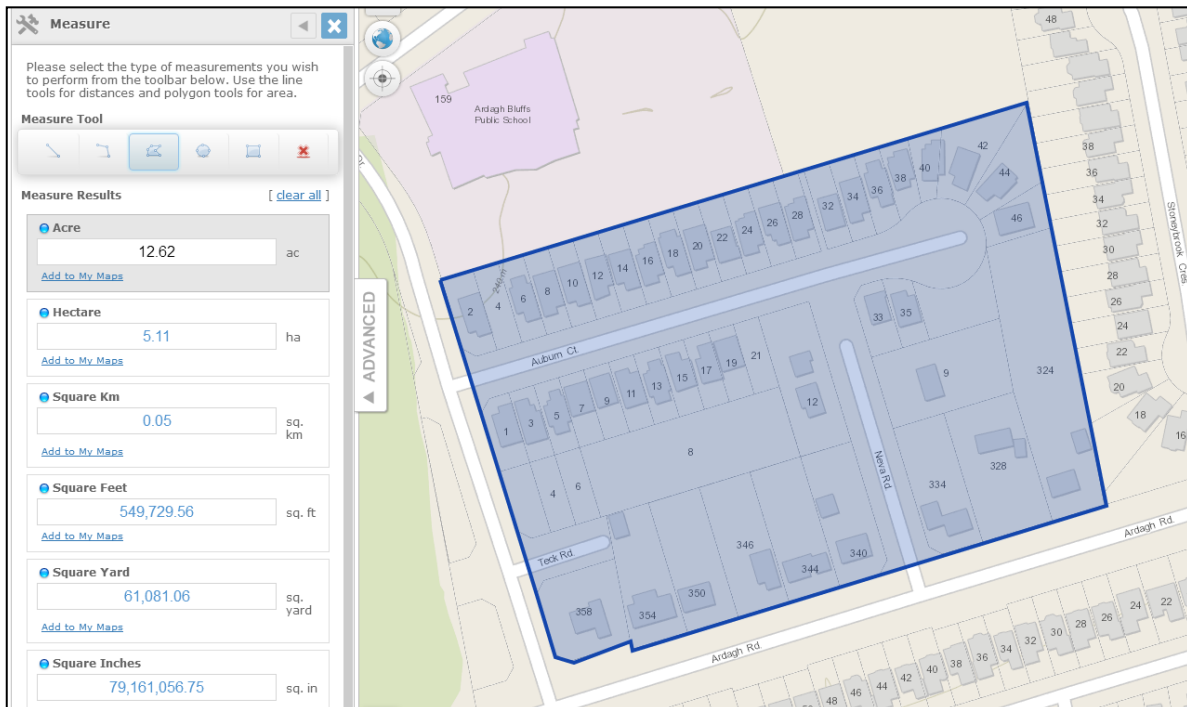 Measure
Please select the type of measurements you wish
to perform from the toolbar below. Use the line
tools for distances and polygon tools for area.
Measure Tool
Measure Results
[ clear all ]
Acre
12.62
ac
Add to My Maps
Hectare
5.11
ha
Add to My Maps
Square Km
0.05
sq.
km
Add to My Maps
Square Feet
549,729.56
sq. ft
Add to My Maps
Square Yard
61,081.06
sq.
yard
Add to My Maps
Square Inches
79,161,056.75
sq. in
ADVANCED
159
Ardagh Bluffs
Public School
240 m
2
4
6
8
10
12
14
16
18
20
22
24
26
28
32
34
36
38
40
42
44
46
Auburn Ct.
1
3
5
7
9
11
13
15
17
19
21
33
35
12
9
8
4
6
324
328
334
Neva Rd.
Teck Rd.
346
344
340
350
354
358
Ardagh Rd.
Ardagh Rd.
48
38
36
34
32
30
28
26
24
22
20
18
16
Stoneybrook Cres
48
46
44
42
40
38
36
34
32
30
28
26
24
22